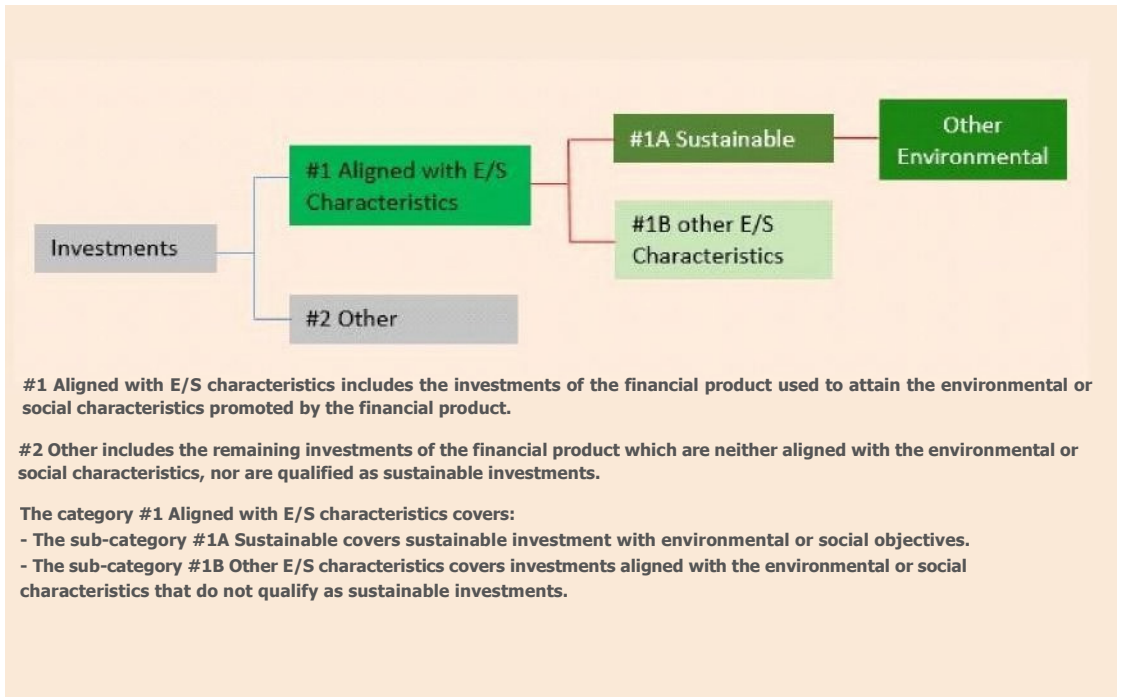 Other
Environmental
#1A Sustainable
#1 Aligned with E/S
Characteristics
#1B other E/S
Characteristics
Investments
#2 Other
#1 Aligned with E/S characteristics includes the investments of the financial product used to attain the environmental or
social characteristics promoted by the financial product.
#2 Other includes the remaining investments of the financial product which are neither aligned with the environmental or
social characteristics, nor are qualified as sustainable investments.
The category #1 Aligned with E/S characteristics covers:
- The sub-category #1A Sustainable covers sustainable investment with environmental or social objectives.
- The sub-category #1B Other E/S characteristics covers investments aligned with the environmental or social
characteristics that do not qualify as sustainable investments.